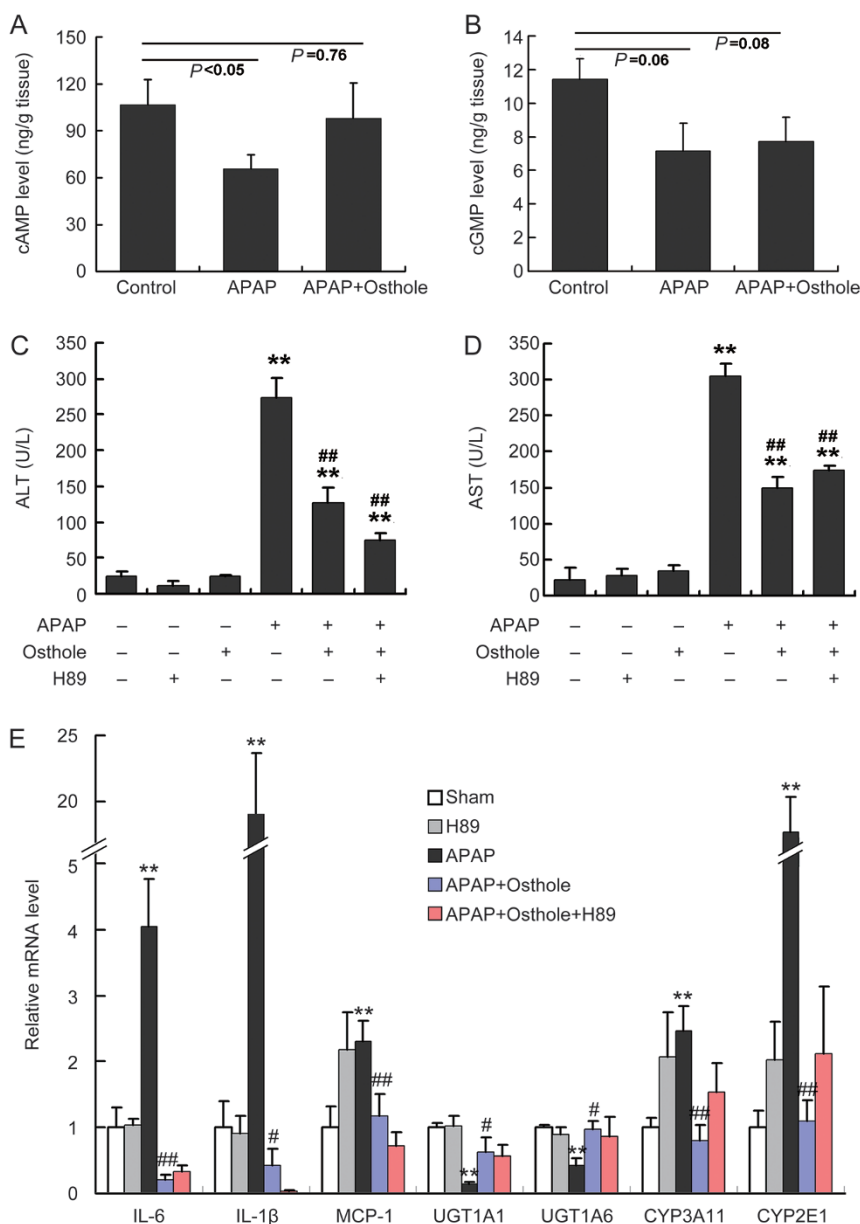 A
cAMP level (ng/g tissue)
150
120
90
60
30
0
P=0.76
P<0.05
Control APAP APAP+Osthole
B
cGMP level (ng/g tissue)
14
12
10
8
6
4
2
0
P=0.08
P=0.06
Control APAP APAP+Osthole
C
ALT (U/L)
350
300
250
200
150
100
50
0
**
##
**
##
**
APAP – – – + + +
Osthole – – + – + +
H89 – + – – – +
D
AST (U/L)
350
300
250
200
150
100
50
0
**
##
**
##
**
APAP – – – + + +
Osthole – – + – + +
H89 – + – – – +
E
Relative mRNA level
25
20
5
4
3
2
1
0
Sham
H89
APAP
APAP+Osthole
APAP+Osthole+H89
** ## ** # ** ## ** # ** # ** ## ** ##
IL-6 IL-1β MCP-1 UGT1A1 UGT1A6 CYP3A11 CYP2E1